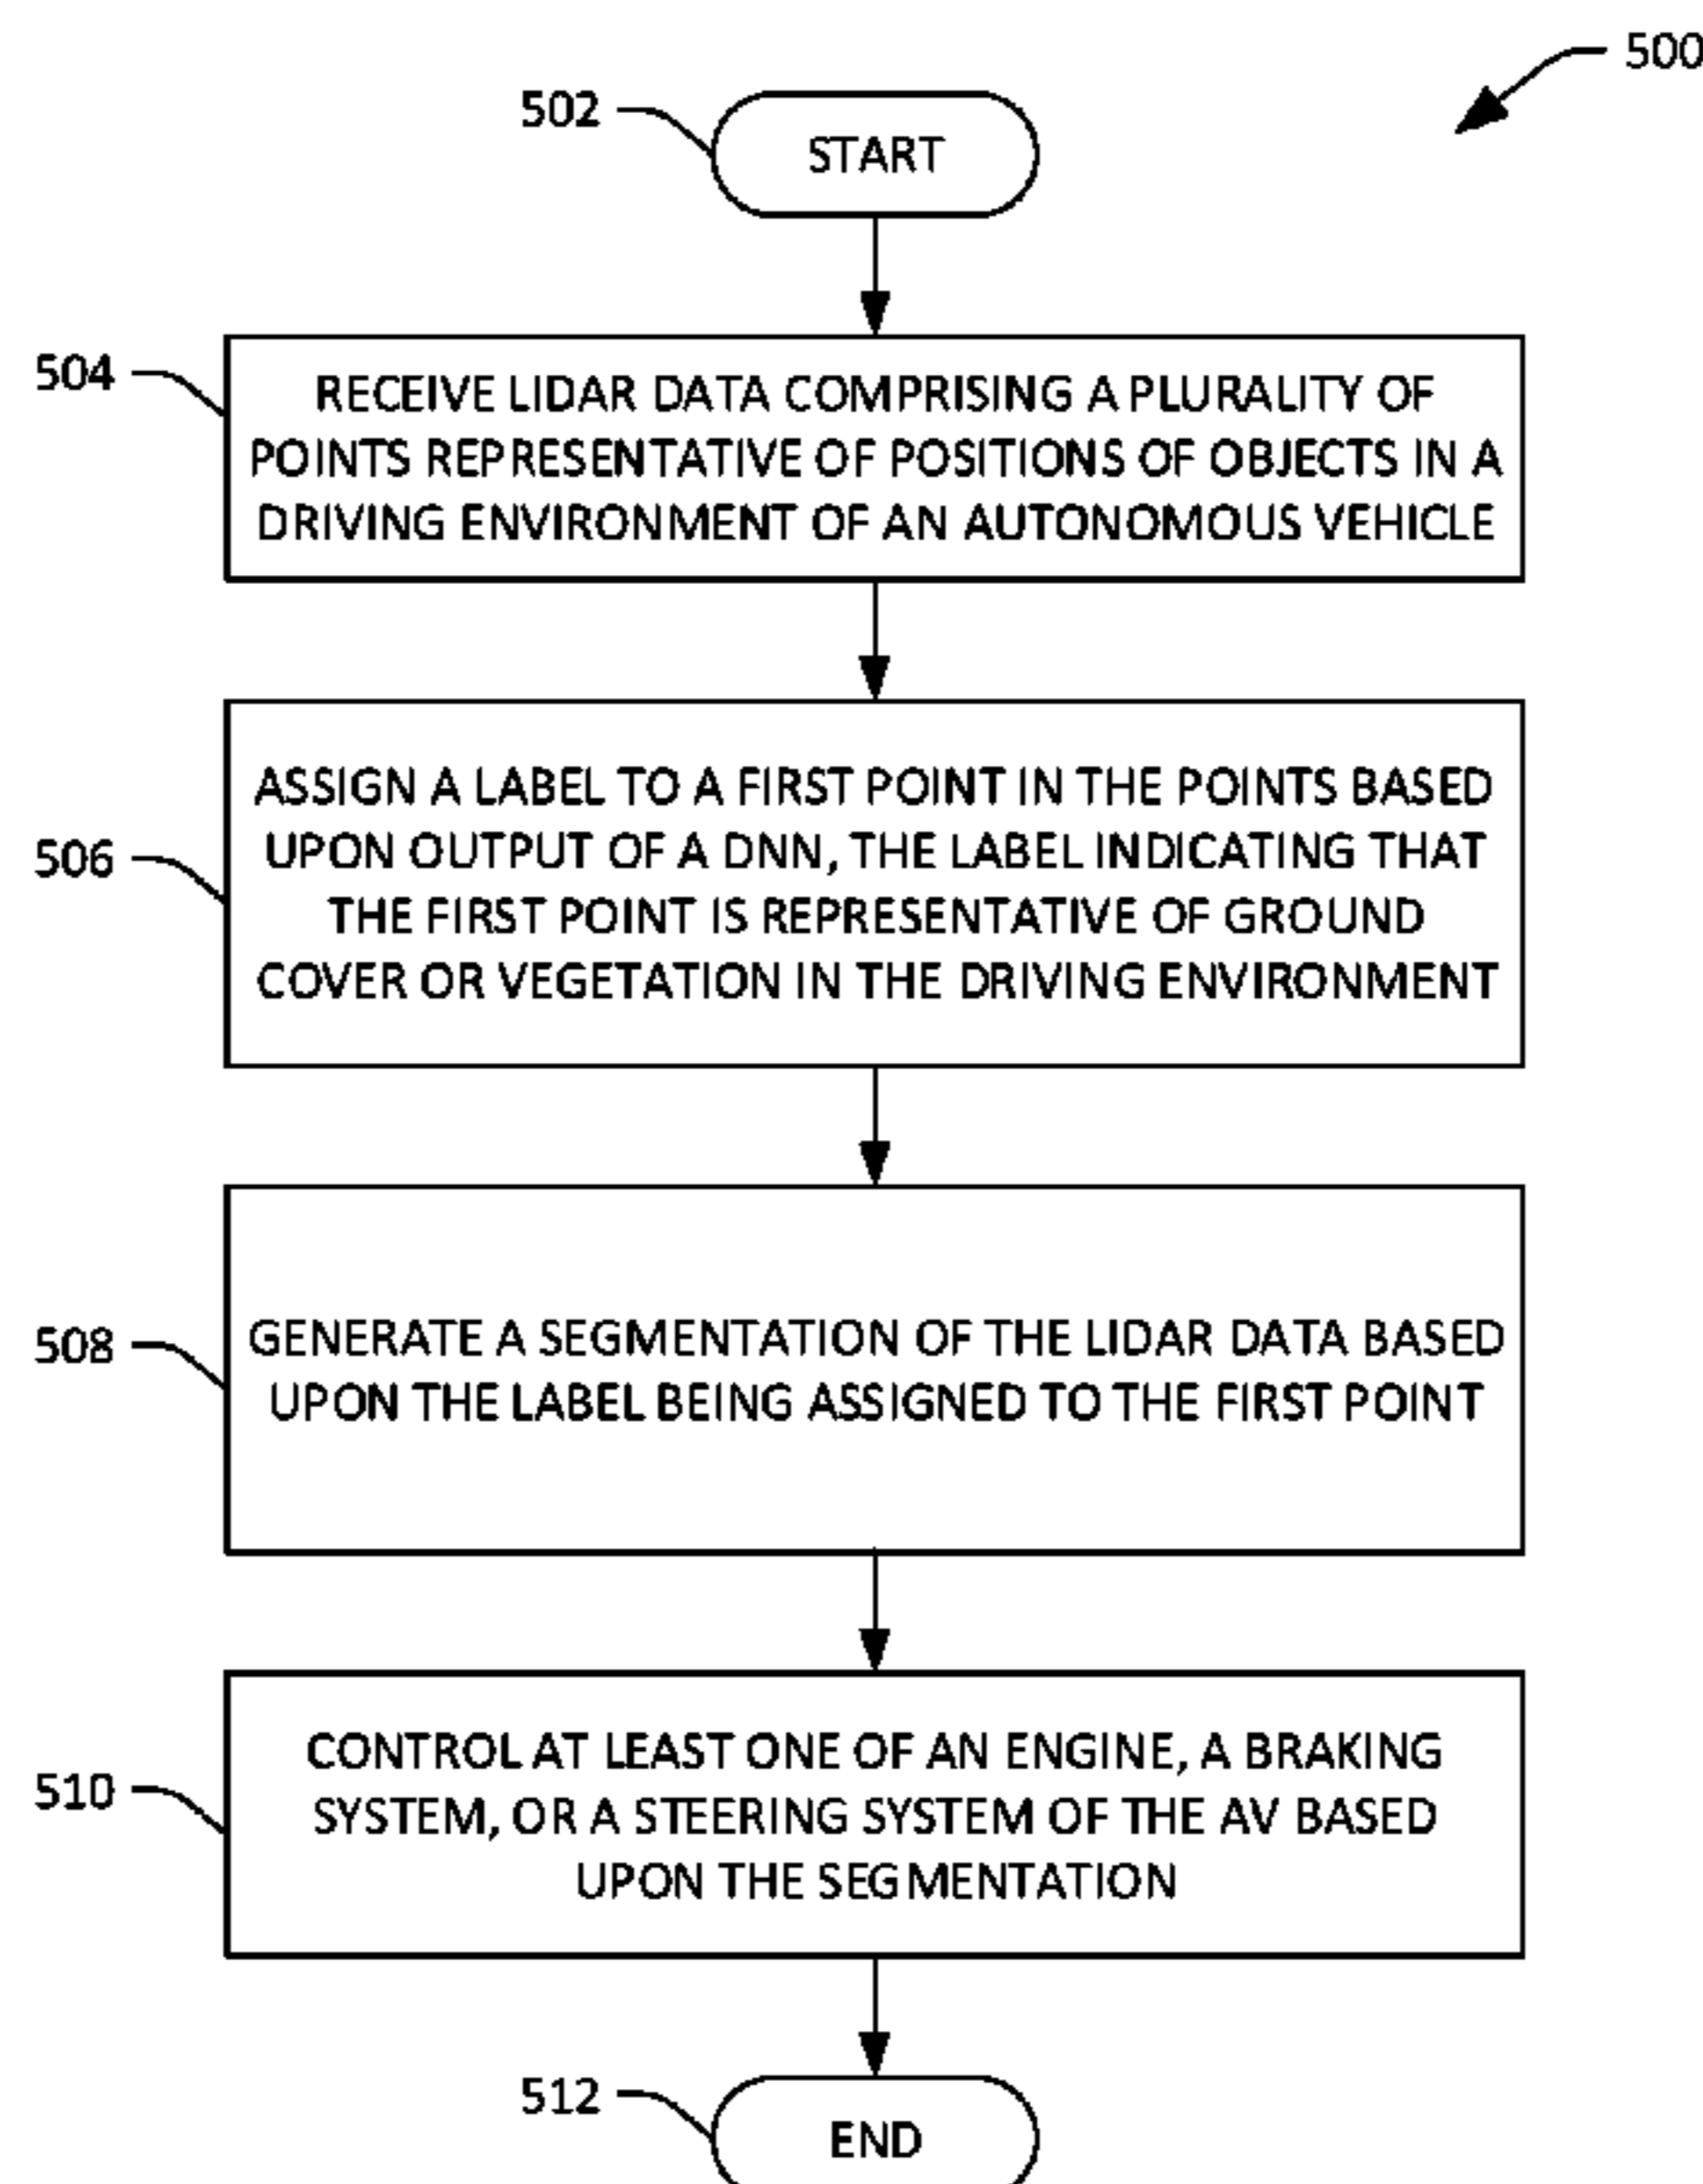 500
502
START
504
RECEIVE LIDAR DATA COMPRISING A PLURALITY OF
POINTS REPRESENTATIVE OF POSITIONS OF OBJECTS IN A
DRIVING ENVIRONMENT OF AN AUTONOMOUS VEHICLE
506
ASSIGN A LABEL TO A FIRST POINT IN THE POINTS BASED
UPON OUTPUT OF A DNN, THE LABEL INDICATING THAT
THE FIRST POINT IS REPRESENTATIVE OF GROUND
COVER OR VEGETATION IN THE DRIVING ENVIRONMENT
508
GENERATE A SEGMENTATION OF THE LIDAR DATA BASED
UPON THE LABEL BEING ASSIGNED TO THE FIRST POINT
510
CONTROL AT LEAST ONE OF AN ENGINE, A BRAKING
SYSTEM, OR A STEERING SYSTEM OF THE AV BASED
UPON THE SEGMENTATION
512
END